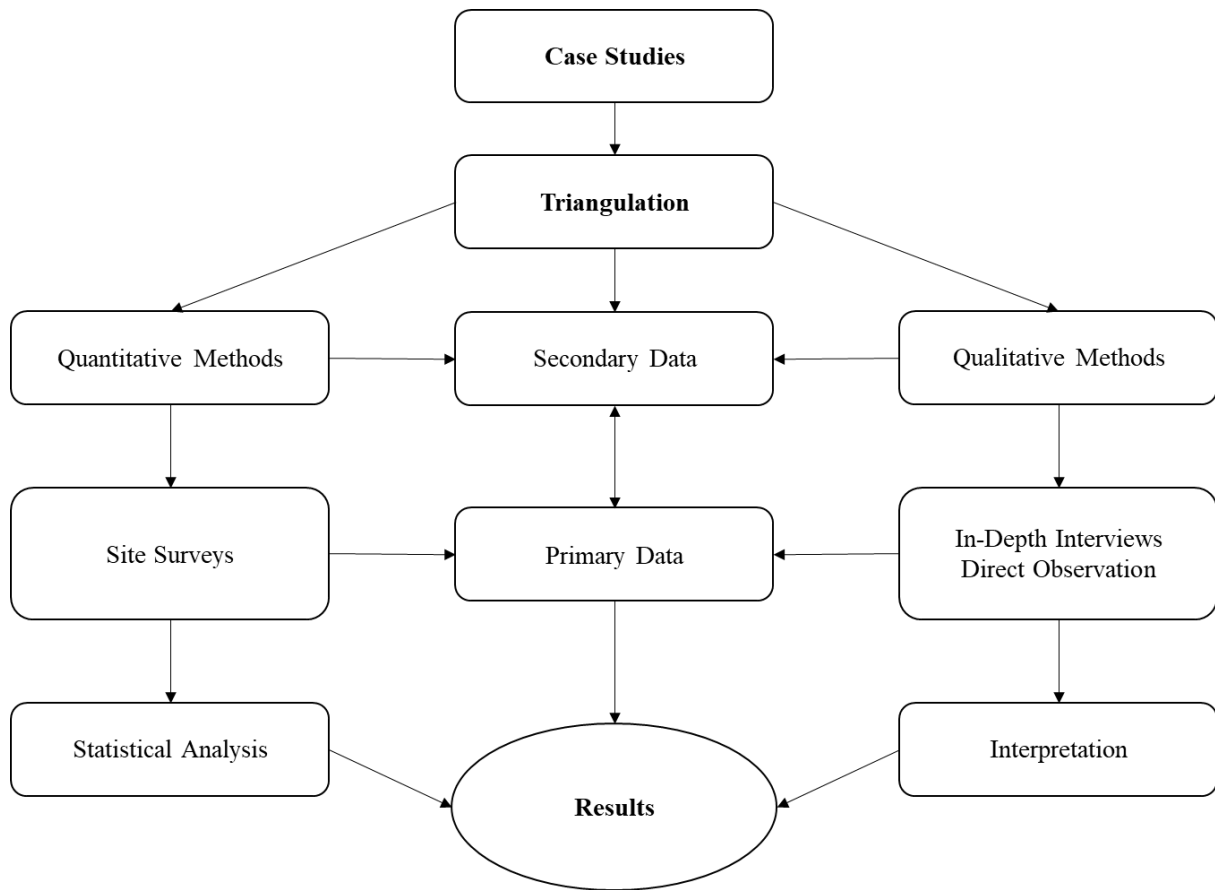 Case Studies
Triangulation
Quantitative Methods
Secondary Data
Qualitative Methods
Site Surveys
Primary Data
In-Depth Interviews
Direct Observation
Statistical Analysis
Interpretation
Results